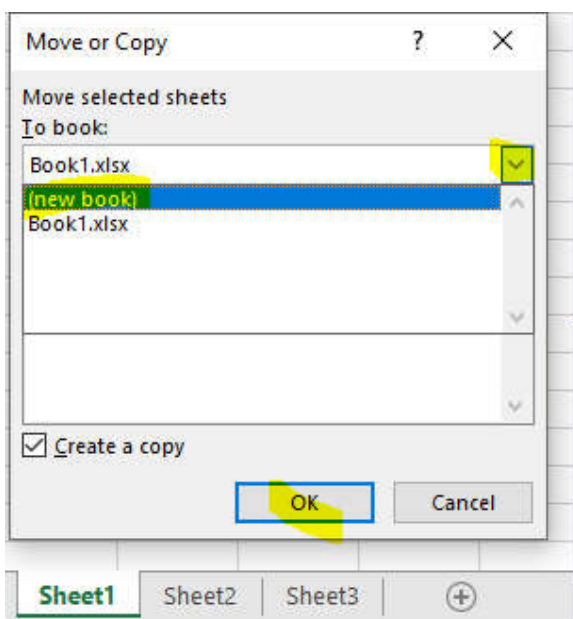 Move or Copy ? X
Move selected sheets
To book:
Book1.xlsx
(new book)
Book1.xlsx
Create a copy
OK Cancel
Sheet1 Sheet2 Sheet3